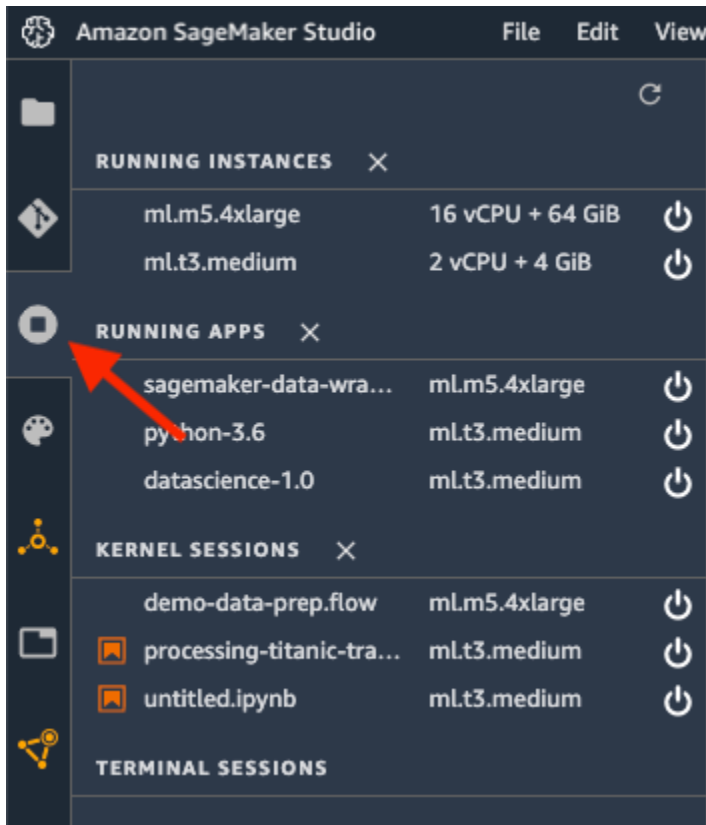 Amazon SageMaker Studio File Edit View
RUNNING INSTANCES
ml.m5.4xlarge 16 vCPU + 64 GiB
ml.t3.medium 2 vCPU + 4 GiB
RUNNING APPS
sagemaker-data-wra... ml.m5.4xlarge
python-3.6 ml.t3.medium
datascience-1.0 ml.t3.medium
KERNEL SESSIONS
demo-data-prep.flow ml.m5.4xlarge
processing-titanic-tra... ml.t3.medium
untitled.ipynb ml.t3.medium
TERMINAL SESSIONS